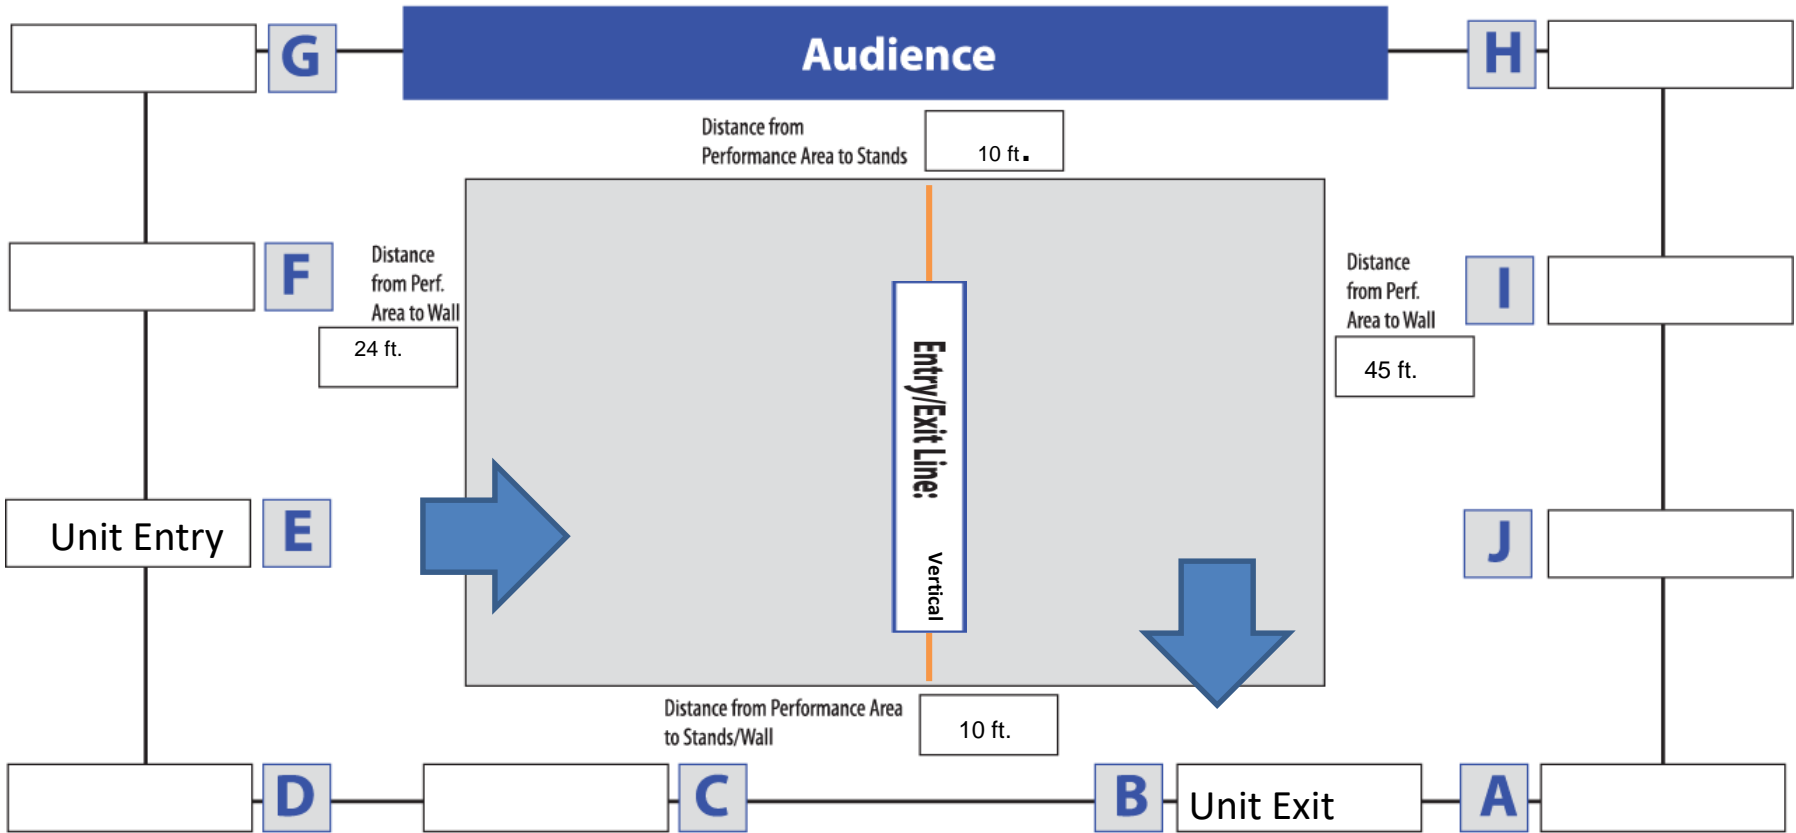 G
Audience
H
Distance from
Performance Area to Stands
10 ft.
F
Distance
from Perf.
Area to Wall
24 ft.
Distance
from Perf.
Area to Wall
45 ft.
I
Entry/Exit Line:
Vertical
Unit Entry
E
J
Distance from Performance Area
to Stands/Wall
10 ft.
D
C
B
Unit Exit
A